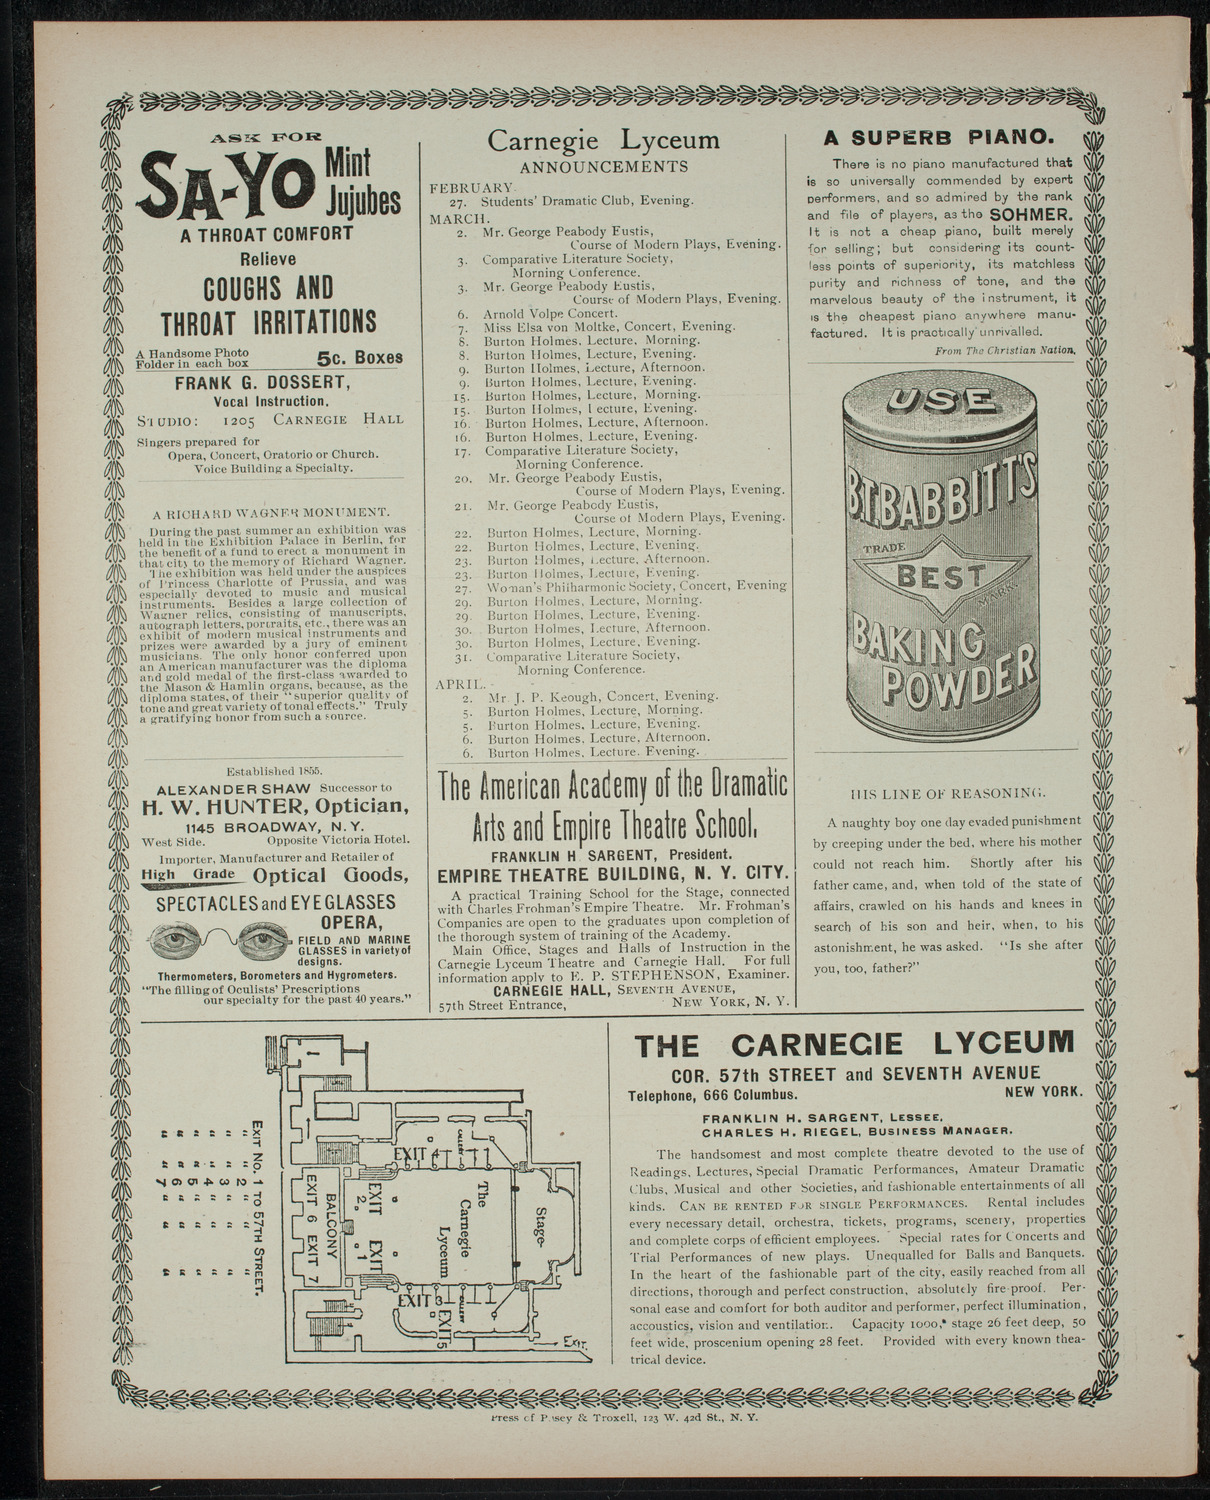 ASK FOR
SA-YO Mint Jujubes
A THROAT COMFORT
Relieve
COUGHS AND
THROAT IRRITATIONS
A Handsome Photo
Folder in each box
5c. Boxes
FRANK G. DOSSERT,
Vocal Instruction.
STUDIO: 1205 CARNEGIE HALL
Singers prepared for
Opera, Concert, Oratorio or Church.
Voice Building a Specialty.
A RICHARD WAGNER MONUMENT.
During the past summer an exhibition was
held in the Exhibition Palace in Berlin, for
the benefit of a fund to erect a monument in
that city to the memory of Richard Wagner.
The exhibition was held under the auspices
of Princess Charlotte of Prussia, and was
especially devoted to music and musical
instruments. Besides a large collection of
Wagner relics, consisting of manuscripts,
autograph letters, portraits, etc., there was an
exhibit of modern musical instruments and
prizes were awarded by a jury of eminent
musicians. The only honor conferred upon
an American manufacturer was the diploma
and gold medal of the first-class awarded to
the Mason & Hamlin organs, because, as the
diploma states, of their "superior quality of
tone and great variety of tonal effects." Truly
a gratifying honor from such a source.
Established 1855.
ALEXANDER SHAW Successor to
H. W. HUNTER, Optician,
1145 BROADWAY, N. Y.
West Side. Opposite Victoria Hotel.
Importer, Manufacturer and Retailer of
High Grade Optical Goods,
SPECTACLES and EYEGLASSES
OPERA,
FIELD AND MARINE
GLASSES in variety of
designs.
Thermometers, Borometers and Hygrometers.
"The filling of Oculists' Prescriptions
our specialty for the past 40 years."
Carnegie Lyceum
ANNOUNCEMENTS
FEBRUARY
27. Students' Dramatic Club, Evening.
MARCH.
2. Mr. George Peabody Eustis,
Course of Modern Plays, Evening.
3. Comparative Literature Society,
Morning Conference.
3. Mr. George Peabody Eustis,
Course of Modern Plays, Evening.
6. Arnold Volpe Concert.
7. Miss Elsa von Moltke, Concert, Evening.
8. Burton Holmes, Lecture, Morning.
8. Burton Holmes, Lecture, Evening.
9. Burton Holmes, Lecture, Afternoon.
9. Burton Holmes, Lecture, Evening.
15. Burton Holmes, Lecture, Morning.
15. Burton Holmes, Lecture, Evening.
16. Burton Holmes, Lecture, Afternoon.
16. Burton Holmes, Lecture, Evening.
17. Comparative Literature Society,
Morning Conference.
20. Mr. George Peabody Eustis,
Course of Modern Plays, Evening.
21. Mr. George Peabody Eustis,
Course of Modern Plays, Evening.
22. Burton Holmes, Lecture, Morning.
22. Burton Holmes, Lecture, Evening.
23. Burton Holmes, Lecture, Afternoon.
23. Burton Holmes, Lecture, Evening.
27. Woman's Philharmonic Society, Concert, Evening
29. Burton Holmes, Lecture, Morning.
29. Burton Holmes, Lecture, Evening.
30. Burton Holmes, Lecture, Afternoon.
30. Burton Holmes, Lecture, Evening.
31. Comparative Literature Society,
Morning Conference.
APRIL.
2. Mr. J. P. Keough, Concert, Evening.
5. Burton Holmes, Lecture, Morning.
5. Burton Holmes, Lecture, Evening.
6. Burton Holmes, Lecture, Afternoon.
6. Burton Holmes, Lecture, Evening.
The American Academy of the Dramatic
Arts and Empire Theatre School,
FRANKLIN H SARGENT, President.
EMPIRE THEATRE BUILDING, N. Y. CITY.
A practical Training School for the Stage, connected
with Charles Frohman's Empire Theatre. Mr. Frohman's
Companies are open to the graduates upon completion of
the thorough system of training of the Academy.
Main Office, Stages and Halls of Instruction in the
Carnegie Lyceum Theatre and Carnegie Hall. For full
information apply to E. P. STEPHENSON, Examiner.
CARNEGIE HALL, SEVENTH AVENUE,
57th Street Entrance, NEW YORK, N. Y.
A SUPERB PIANO.
There is no piano manufactured that
is so universally commended by expert
performers, and so admired by the rank
and file of players, as the SOHMER.
It is not a cheap piano, built merely
for selling; but considering its count-
less points of superiority, its matchless
purity and richness of tone, and the
marvelous beauty of the instrument, it
is the cheapest piano anywhere manu-
factured. It is practically unrivalled.
From The Christian Nation.
USE
B.T. BABBITT'S
TRADE
BEST
MARK
BAKING
POWDER
HIS LINE OF REASONING.
A naughty boy one day evaded punishment
by creeping under the bed, where his mother
could not reach him. Shortly after his
father came, and, when told of the state of
affairs, crawled on his hands and knees in
search of his son and heir, when, to his
astonishment, he was asked. "Is she after
you, too, father?"
EXIT NO. 1 TO 57TH STREET.
" " 2 " " "
" " 3 " " "
" " 4 " " "
" " 5 " " "
" " 6 " " "
" " 7 " " "
EXIT 4
GALLERY
EXIT 2
EXIT 1
The
Carnegie
Lyceum
Stage
BALCONY
EXIT 6 EXIT 7
EXIT 3
GALLERY
EXIT 5
EXIT.
THE CARNEGIE LYCEUM
COR. 57th STREET and SEVENTH AVENUE
Telephone, 666 Columbus. NEW YORK.
FRANKLIN H. SARGENT, LESSEE.
CHARLES H. RIEGEL, BUSINESS MANAGER.
The handsomest and most complete theatre devoted to the use of
Readings, Lectures, Special Dramatic Performances, Amateur Dramatic
Clubs, Musical and other Societies, and fashionable entertainments of all
kinds. CAN BE RENTED FOR SINGLE PERFORMANCES. Rental includes
every necessary detail, orchestra, tickets, programs, scenery, properties
and complete corps of efficient employees. Special rates for Concerts and
Trial Performances of new plays. Unequalled for Balls and Banquets.
In the heart of the fashionable part of the city, easily reached from all
directions, thorough and perfect construction, absolutely fire-proof. Per-
sonal ease and comfort for both auditor and performer, perfect illumination,
accoustics, vision and ventilation. Capacity 1000,* stage 26 feet deep, 50
feet wide, proscenium opening 28 feet. Provided with every known thea-
trical device.
Press of Pusey & Troxell, 123 W. 42d St., N. Y.